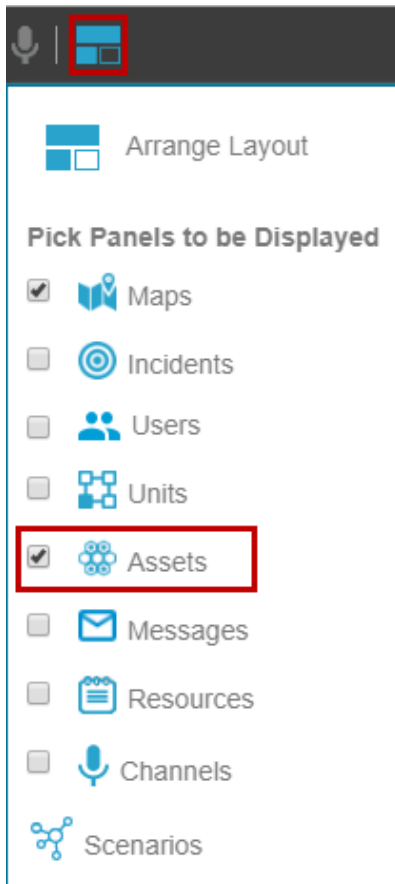 Arrange Layout
Pick Panels to be Displayed
Maps
Incidents
Users
Units
Assets
Messages
Resources
Channels
Scenarios